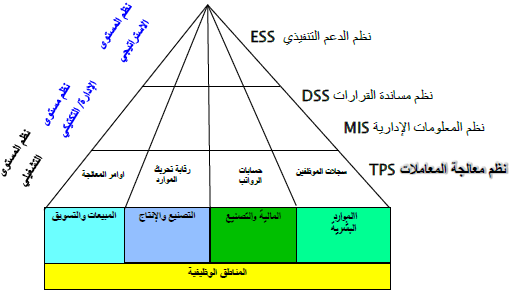 نظم المستوى
الاستراتيجي
نظم الدعم التنفيذي ESS
نظم مستوى
الإدارة/ التكتيكي
نظم مساندة القرارات DSS
نظم المعلومات الإدارية MIS
نظم المستوى
التشغيلي
نظم معالجة المعاملات TPS
سجلات الموظفين
حسابات
الرواتب
رقابة تحريك
الموارد
اوامر المعالجة
االموارد
البشرية
المالية والتصنيع
التصنيع والإنتاج
المبيعات والتسويق
المناطق الوظيفية